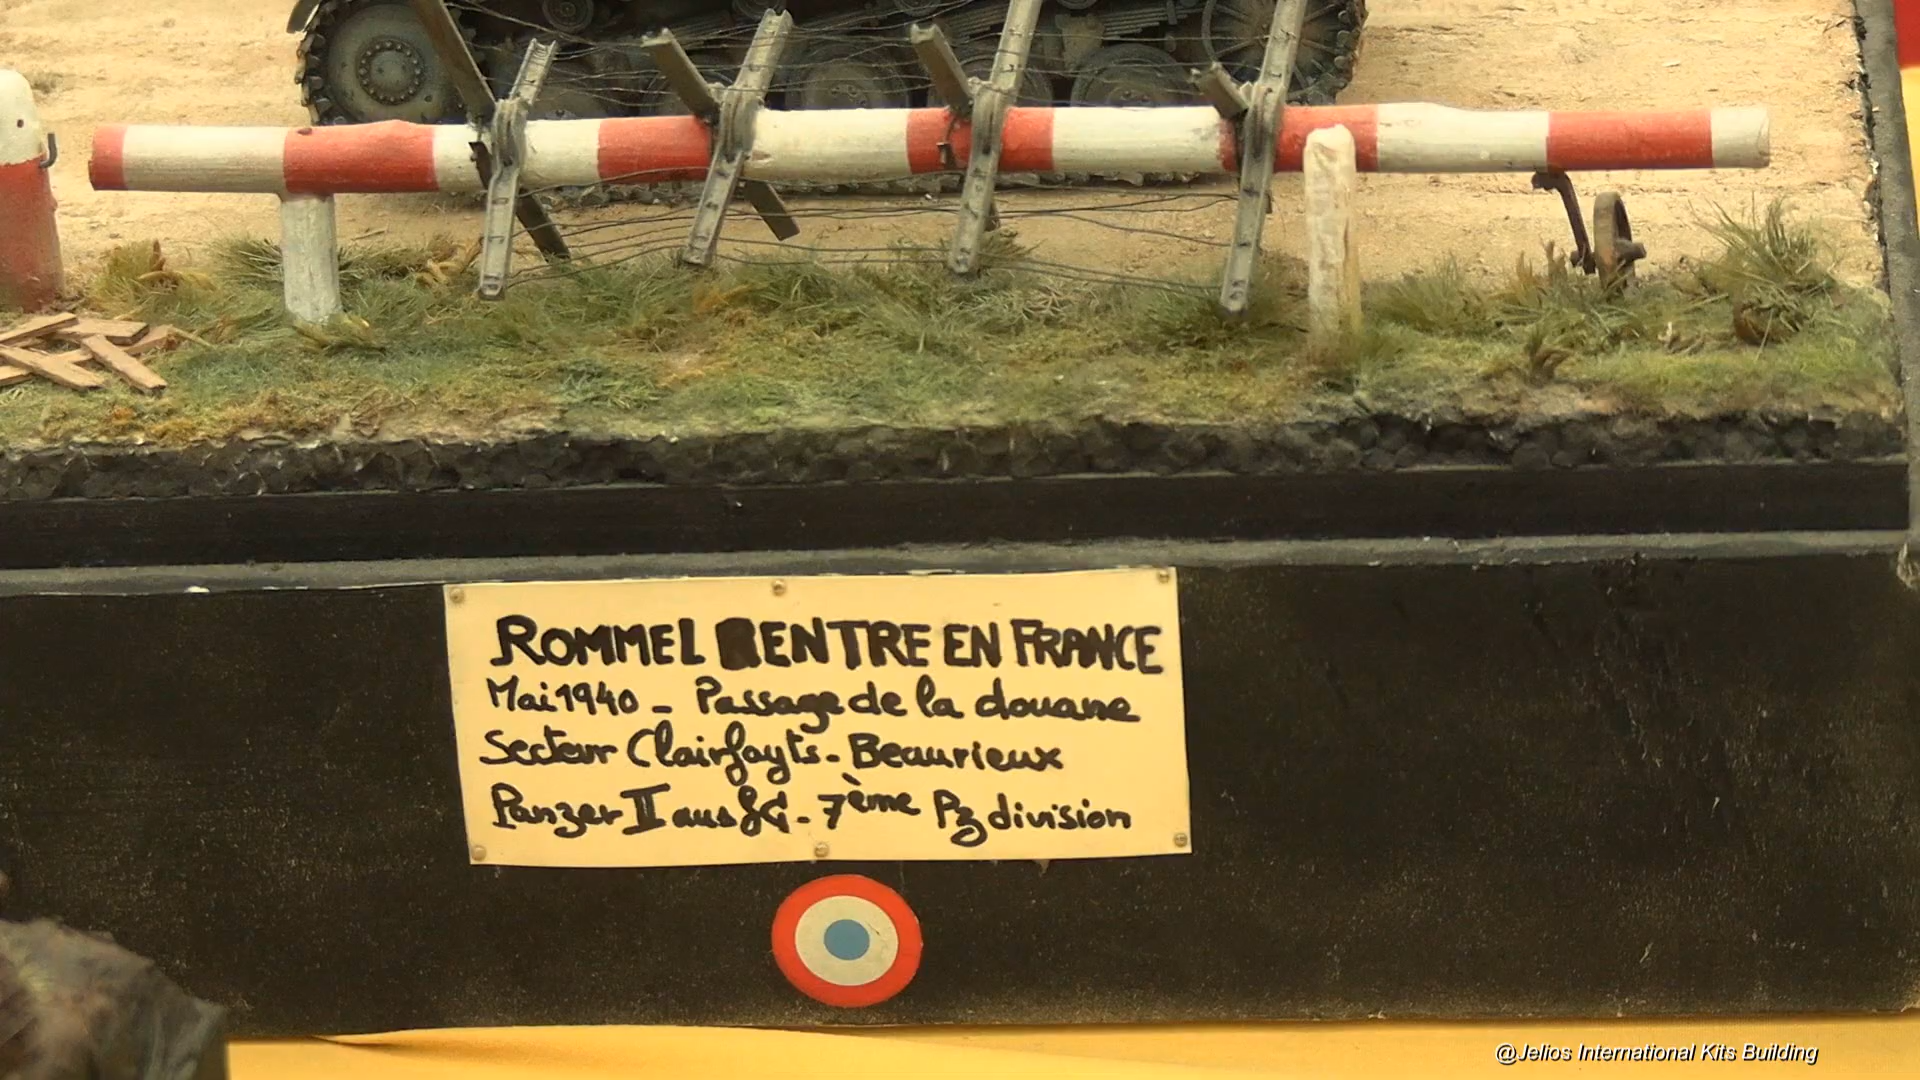 ROMMEL RENTRE EN FRANCE
Mai 1940 - Passage de la douane
Secteur Clairfayts - Beaurieux
Panzer II ausf C. - 7ème Pz division
@Jelios International Kits Building